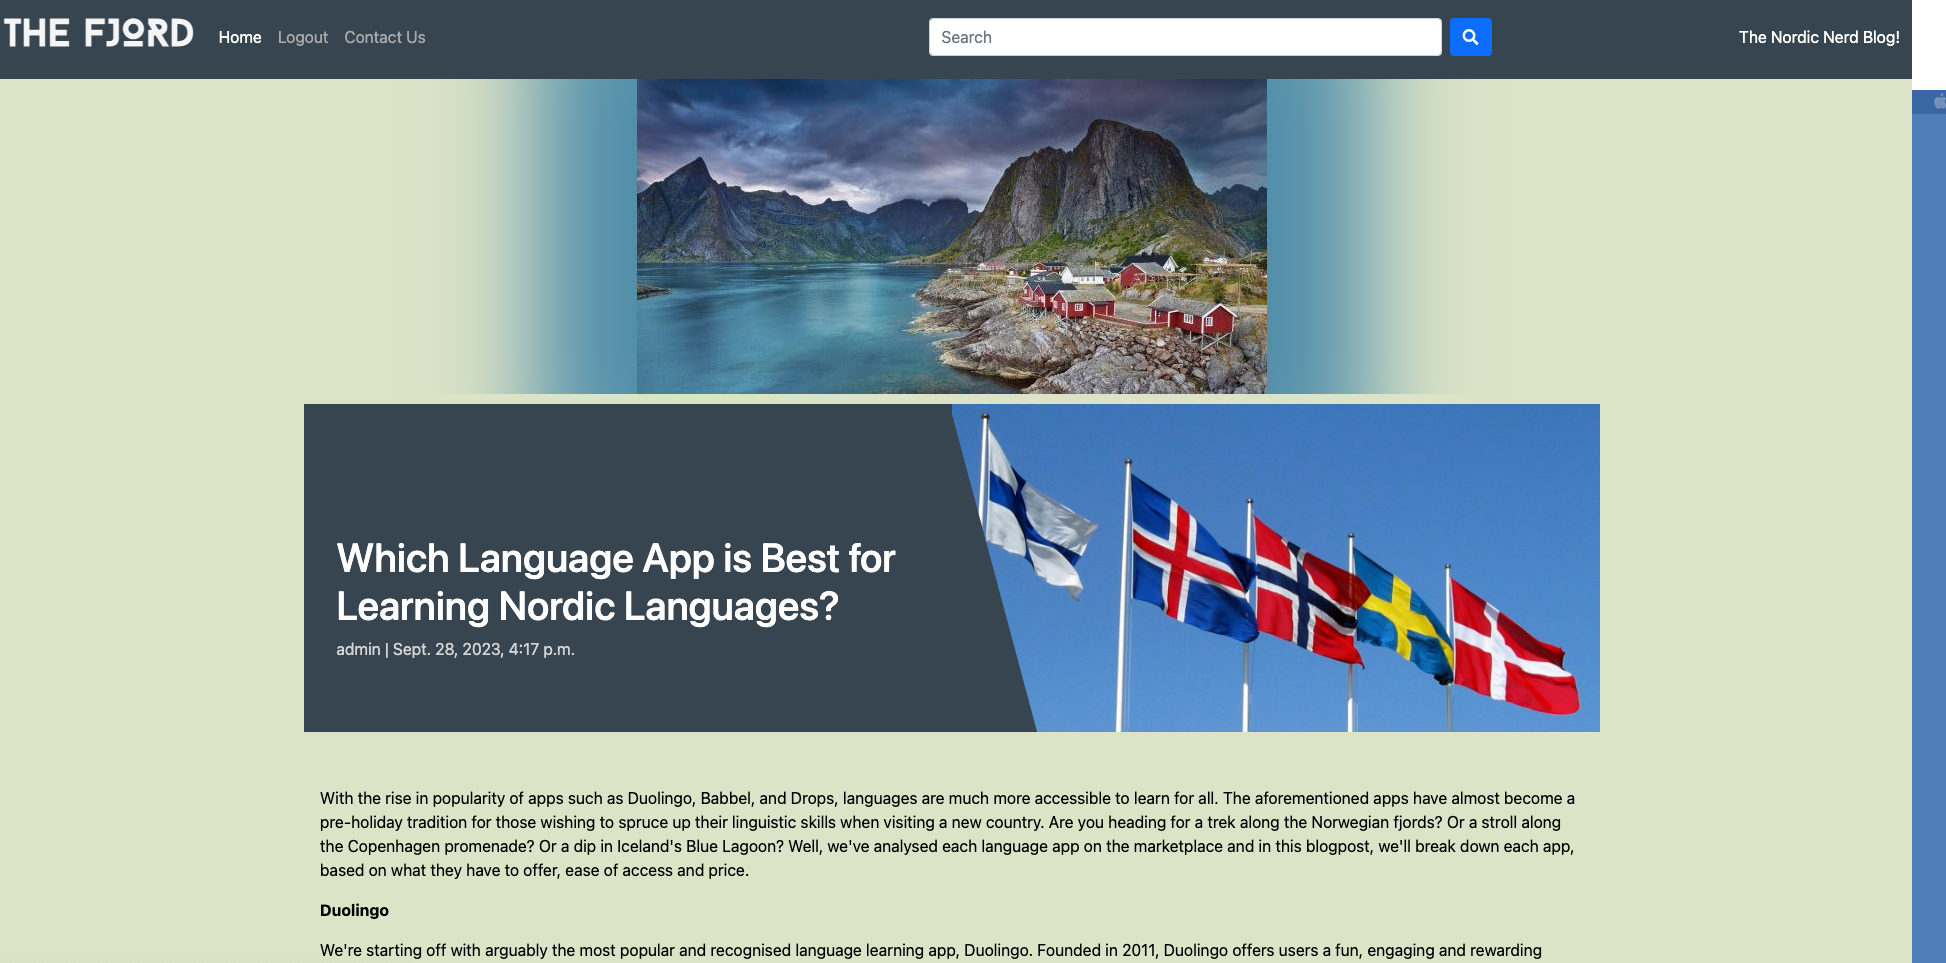 THE FJORD
Home Logout Contact Us
Search
The Nordic Nerd Blog!
Which Language App is Best for
Learning Nordic Languages?
admin | Sept. 28, 2023, 4:17 p.m.
With the rise in popularity of apps such as Duolingo, Babbel, and Drops, languages are much more accessible to learn for all. The aforementioned apps have almost become a
pre-holiday tradition for those wishing to spruce up their linguistic skills when visiting a new country. Are you heading for a trek along the Norwegian fjords? Or a stroll along
the Copenhagen promenade? Or a dip in Iceland's Blue Lagoon? Well, we've analysed each language app on the marketplace and in this blogpost, we'll break down each app,
based on what they have to offer, ease of access and price.
Duolingo
We're starting off with arguably the most popular and recognised language learning app, Duolingo. Founded in 2011, Duolingo offers users a fun, engaging and rewarding